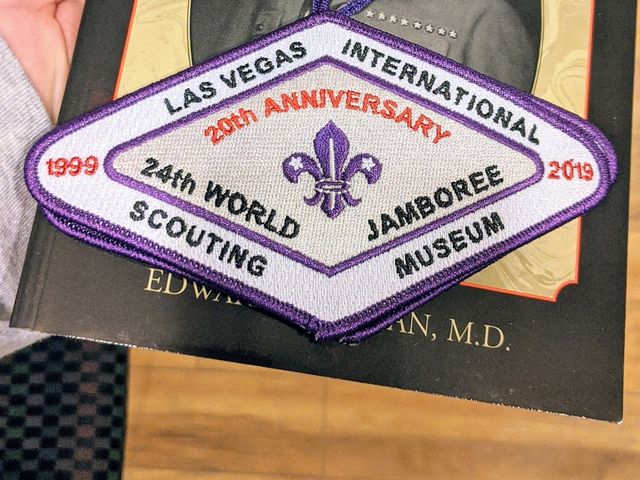 LAS VEGAS INTERNATIONAL
20th ANNIVERSARY
1999 2019
24th WORLD JAMBOREE
SCOUTING MUSEUM
M.D.